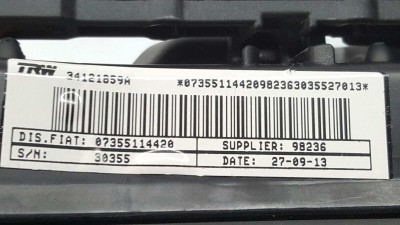 TRW 34121859A *07355114420982363035527013*
DIS.FIAT: 07355114420 SUPPLIER: 98236
S/N: 30355 DATE: 27-09-13